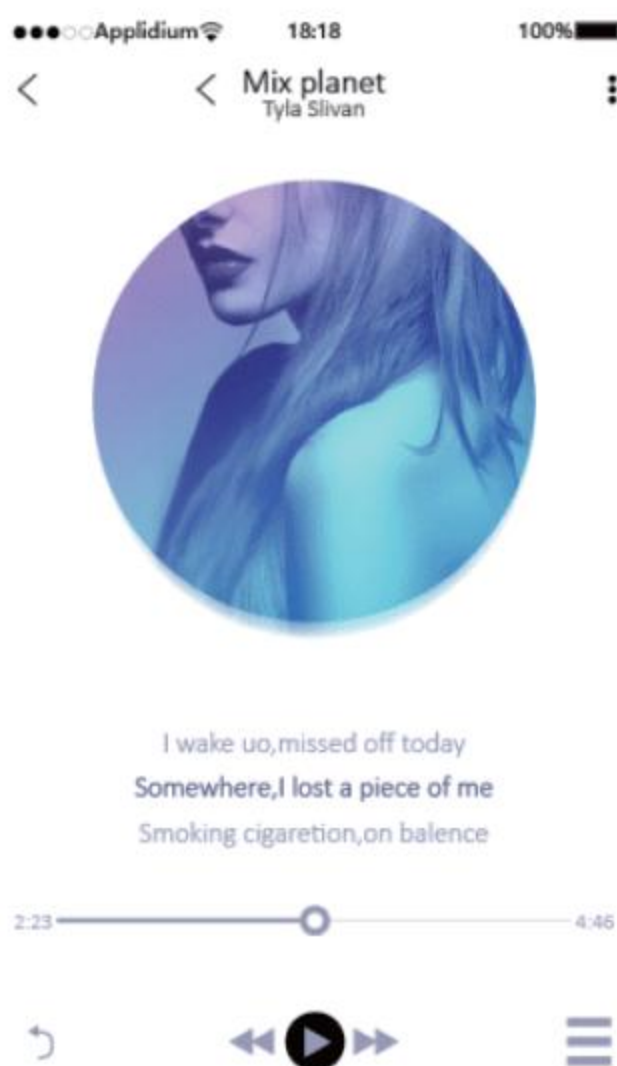 Applidium 18:18 100%
Mix planet
Tyla Slivan
I wake uo,missed off today
Somewhere,I lost a piece of me
Smoking cigaretion,on balence
2:23 4:46